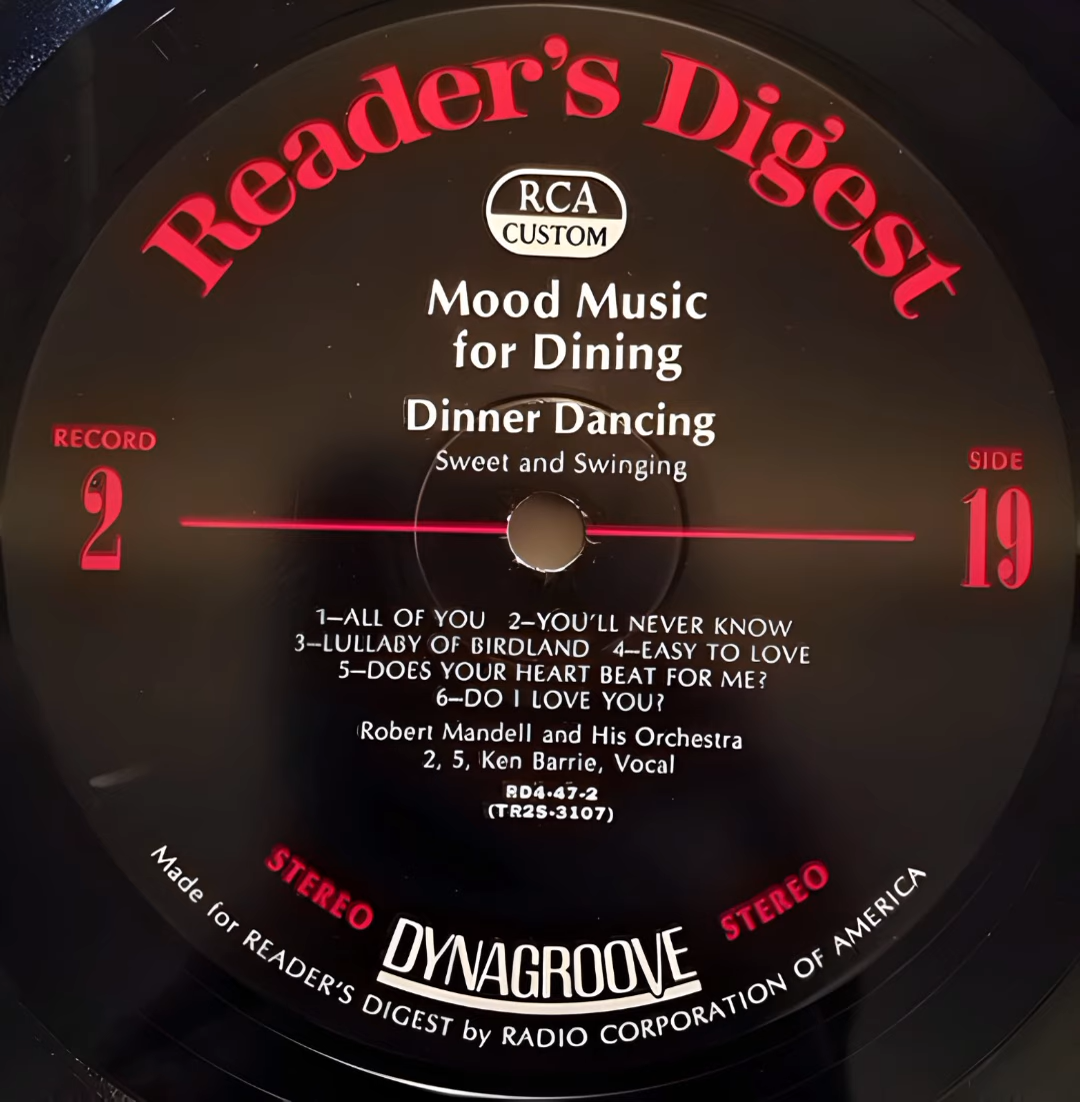 Reader's Digest
RCA
CUSTOM
Mood Music
for Dining
Dinner Dancing
Sweet and Swinging
RECORD
2
SIDE
19
1—ALL OF YOU 2—YOU'LL NEVER KNOW
3—LULLABY OF BIRDLAND 4—EASY TO LOVE
5—DOES YOUR HEART BEAT FOR ME?
6—DO I LOVE YOU?
Robert Mandell and His Orchestra
2, 5, Ken Barrie, Vocal
RD4·47-2
(TR2S·3107)
STEREO
STEREO
DYNAGROOVE
Made for READER'S DIGEST by RADIO CORPORATION OF AMERICA